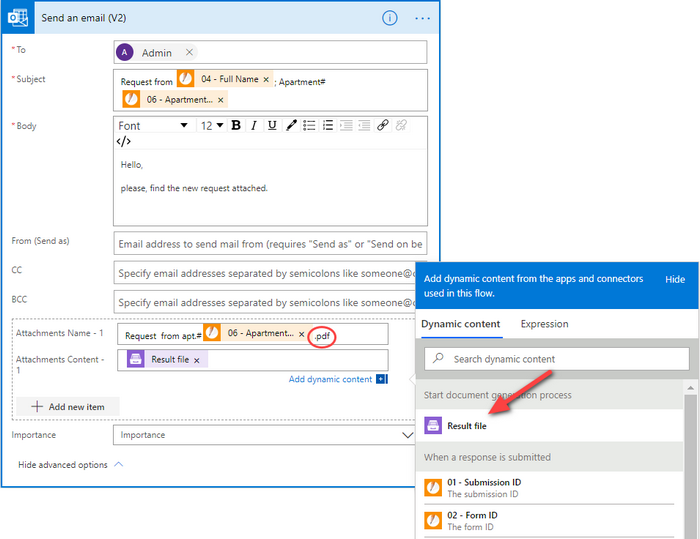 Send an email (V2)
* To
A Admin ×
* Subject
Request from 04 - Full Name × ; Apartment#
06 - Apartment... ×
* Body
Font 12 B I U
</>
Hello,
please, find the new request attached.
From (Send as)
Email address to send mail from (requires "Send as" or "Send on be
CC
Specify email addresses separated by semicolons like someone@c
BCC
Specify email addresses separated by semicolons like someone@c
Attachments Name - 1
Request from apt.# 06 - Apartment... × .pdf
Attachments Content -
1
Result file ×
Add dynamic content
Add new item
Importance
Importance
Hide advanced options
Add dynamic content from the apps and connectors
used in this flow.
Hide
Dynamic content Expression
Search dynamic content
Start document generation process
Result file
When a response is submitted
01 - Submission ID
The submission ID
02 - Form ID
The form ID